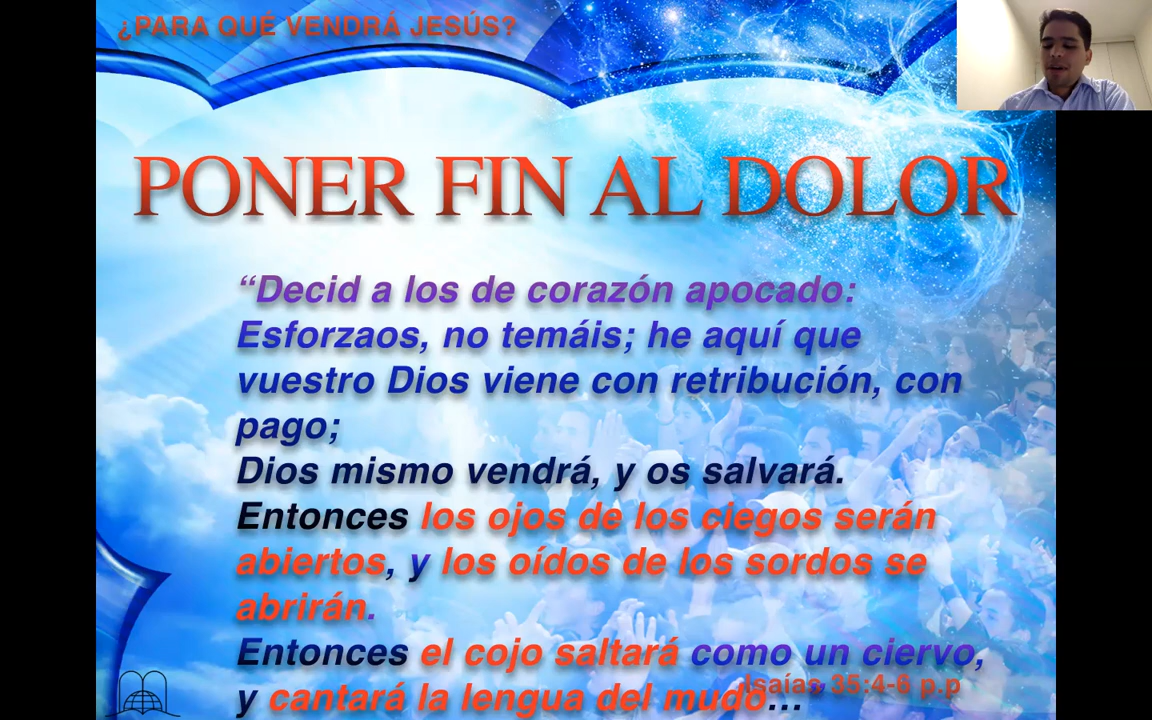 ¿PARA QUÉ VENDRÁ JESÚS?
PONER FIN AL DOLOR
“Decid a los de corazón apocado:
Esforzaos, no temáis; he aquí que
vuestro Dios viene con retribución, con
pago;
Dios mismo vendrá, y os salvará.
Entonces los ojos de los ciegos serán
abiertos, y los oídos de los sordos se
abrirán.
Entonces el cojo saltará como un ciervo,
y cantará la lengua del mudo…”
Isaías 35:4-6 p.p